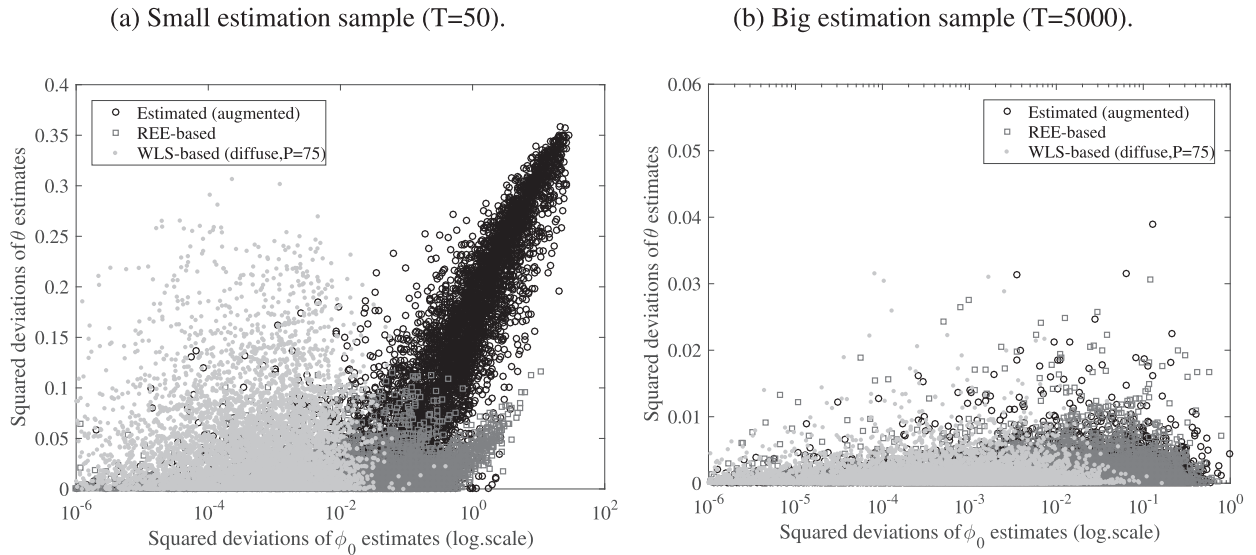 (a) Small estimation sample (T=50).
0.4
0.35
0.3
0.25
0.2
0.15
0.1
0.05
0
Squared deviations of θ estimates
Estimated (augmented)
REE-based
WLS-based (diffuse,P=75)
10^-6
10^-4
10^-2
10^0
10^2
Squared deviations of ϕ_0 estimates (log.scale)
(b) Big estimation sample (T=5000).
0.06
0.05
0.04
0.03
0.02
0.01
0
Squared deviations of θ estimates
Estimated (augmented)
REE-based
WLS-based (diffuse,P=75)
10^-6
10^-5
10^-4
10^-3
10^-2
10^-1
10^0
Squared deviations of ϕ_0 estimates (log.scale)